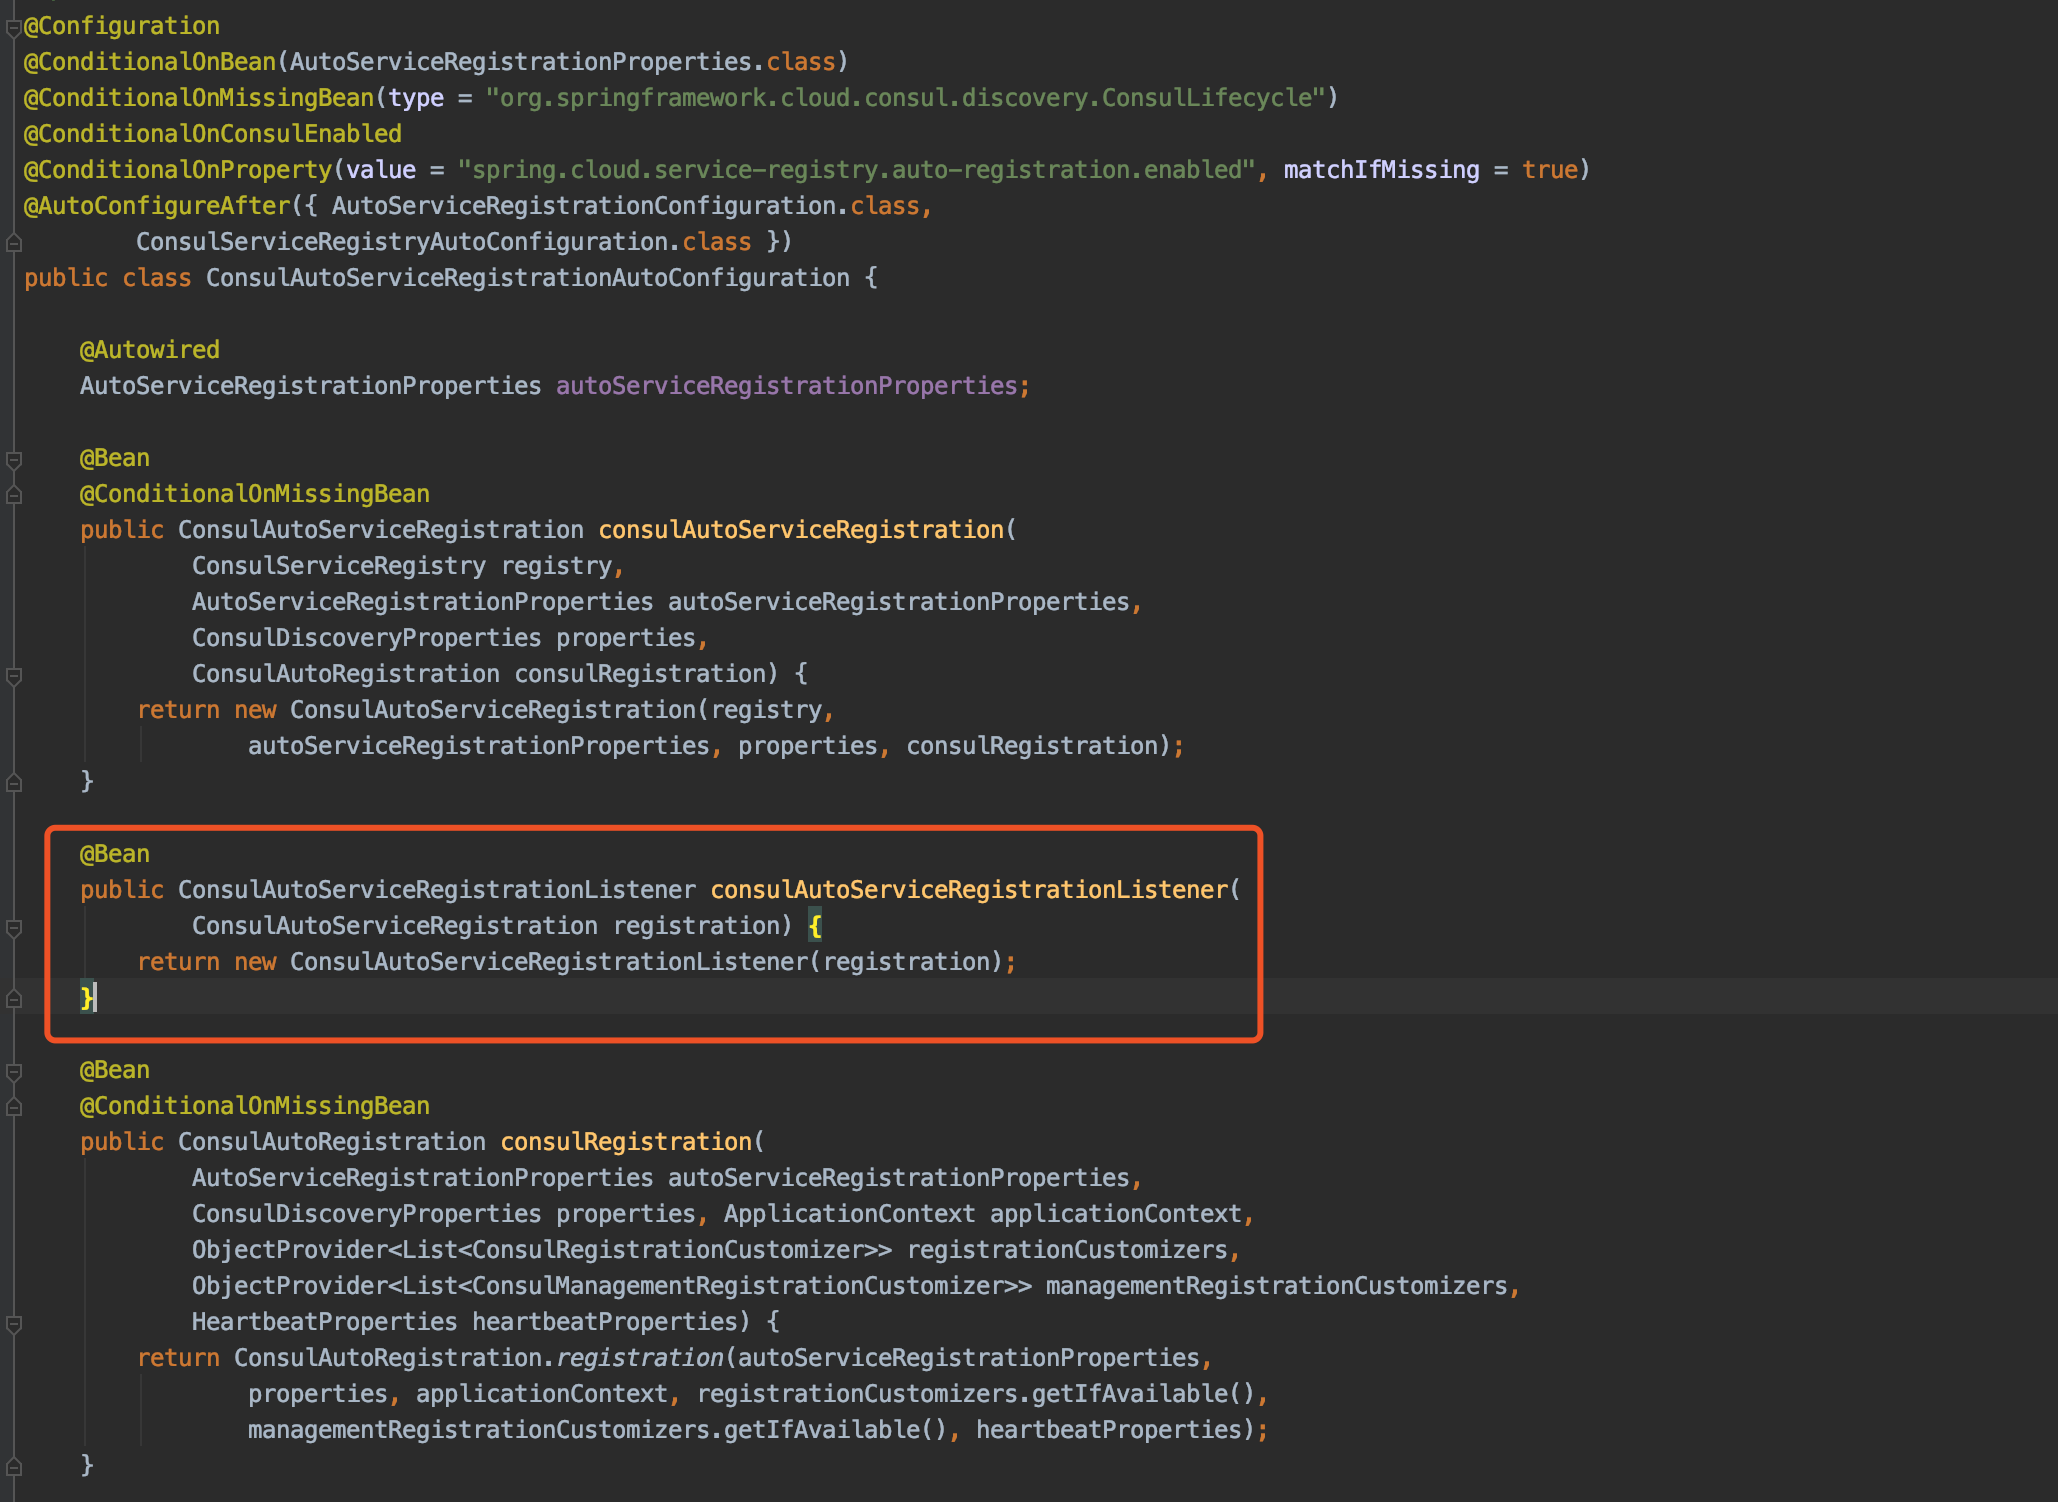 @Configuration
@ConditionalOnBean(AutoServiceRegistrationProperties.class)
@ConditionalOnMissingBean(type = "org.springframework.cloud.consul.discovery.ConsulLifecycle")
@ConditionalOnConsulEnabled
@ConditionalOnProperty(value = "spring.cloud.service-registry.auto-registration.enabled", matchIfMissing = true)
@AutoConfigureAfter({ AutoServiceRegistrationConfiguration.class,
        ConsulServiceRegistryAutoConfiguration.class })
public class ConsulAutoServiceRegistrationAutoConfiguration {

    @Autowired
    AutoServiceRegistrationProperties autoServiceRegistrationProperties;

    @Bean
    @ConditionalOnMissingBean
    public ConsulAutoServiceRegistration consulAutoServiceRegistration(
            ConsulServiceRegistry registry,
            AutoServiceRegistrationProperties autoServiceRegistrationProperties,
            ConsulDiscoveryProperties properties,
            ConsulAutoRegistration consulRegistration) {
        return new ConsulAutoServiceRegistration(registry,
                autoServiceRegistrationProperties, properties, consulRegistration);
    }

    @Bean
    public ConsulAutoServiceRegistrationListener consulAutoServiceRegistrationListener(
            ConsulAutoServiceRegistration registration) {
        return new ConsulAutoServiceRegistrationListener(registration);
    }

    @Bean
    @ConditionalOnMissingBean
    public ConsulAutoRegistration consulRegistration(
            AutoServiceRegistrationProperties autoServiceRegistrationProperties,
            ConsulDiscoveryProperties properties, ApplicationContext applicationContext,
            ObjectProvider<List<ConsulRegistrationCustomizer>> registrationCustomizers,
            ObjectProvider<List<ConsulManagementRegistrationCustomizer>> managementRegistrationCustomizers,
            HeartbeatProperties heartbeatProperties) {
        return ConsulAutoRegistration.registration(autoServiceRegistrationProperties,
                properties, applicationContext, registrationCustomizers.getIfAvailable(),
                managementRegistrationCustomizers.getIfAvailable(), heartbeatProperties);
    }